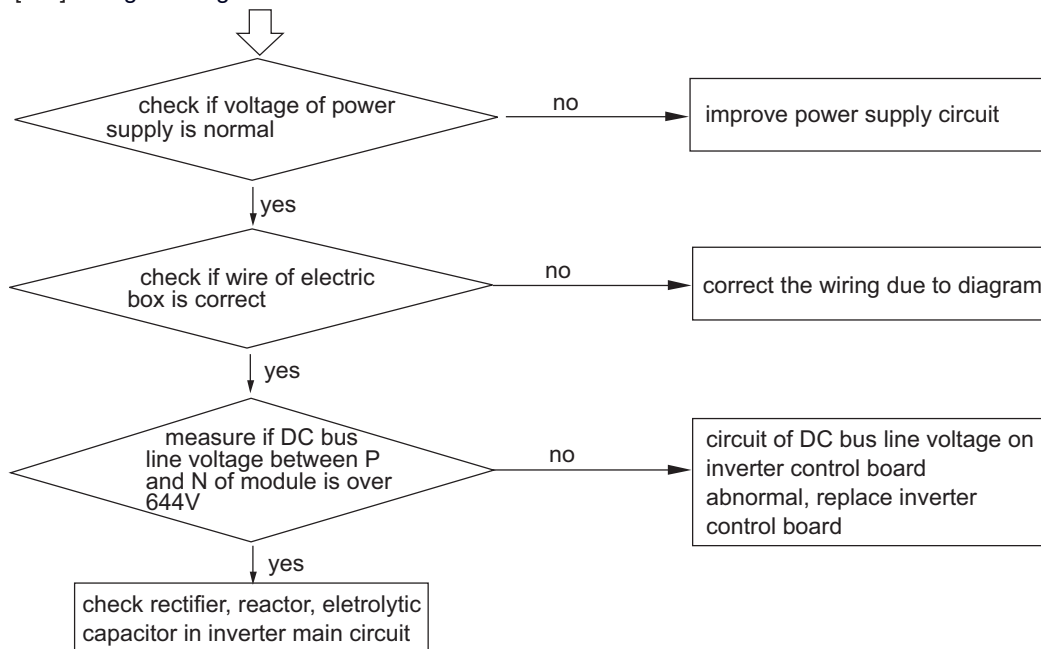 check if voltage of power
supply is normal
no
improve power supply circuit
yes
check if wire of electric
box is correct
no
correct the wiring due to diagram
yes
measure if DC bus
line voltage between P
and N of module is over
644V
no
circuit of DC bus line voltage on
inverter control board
abnormal, replace inverter
control board
yes
check rectifier, reactor, eletrolytic
capacitor in inverter main circuit